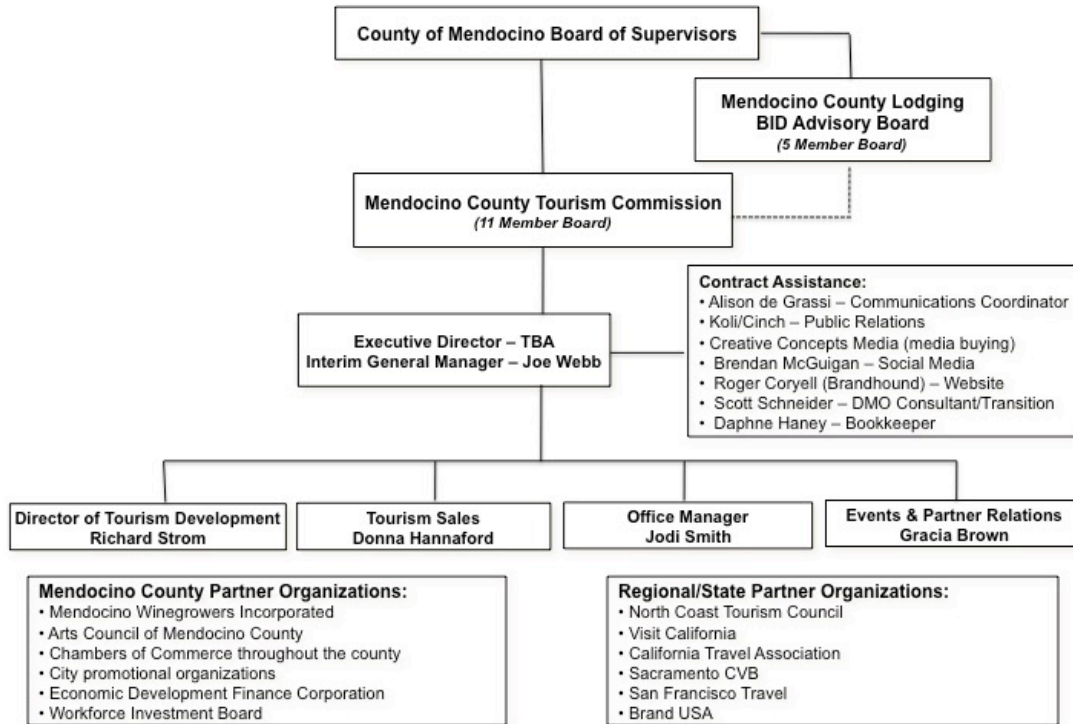 County of Mendocino Board of Supervisors
Mendocino County Lodging
BID Advisory Board
(5 Member Board)
Mendocino County Tourism Commission
(11 Member Board)
Contract Assistance:
• Alison de Grassi – Communications Coordinator
• Koli/Cinch – Public Relations
• Creative Concepts Media (media buying)
• Brendan McGuigan – Social Media
• Roger Coryell (Brandhound) – Website
• Scott Schneider – DMO Consultant/Transition
• Daphne Haney – Bookkeeper
Executive Director – TBA
Interim General Manager – Joe Webb
Director of Tourism Development
Richard Strom
Tourism Sales
Donna Hannaford
Office Manager
Jodi Smith
Events & Partner Relations
Gracia Brown
Mendocino County Partner Organizations:
• Mendocino Winegrowers Incorporated
• Arts Council of Mendocino County
• Chambers of Commerce throughout the county
• City promotional organizations
• Economic Development Finance Corporation
• Workforce Investment Board
Regional/State Partner Organizations:
• North Coast Tourism Council
• Visit California
• California Travel Association
• Sacramento CVB
• San Francisco Travel
• Brand USA